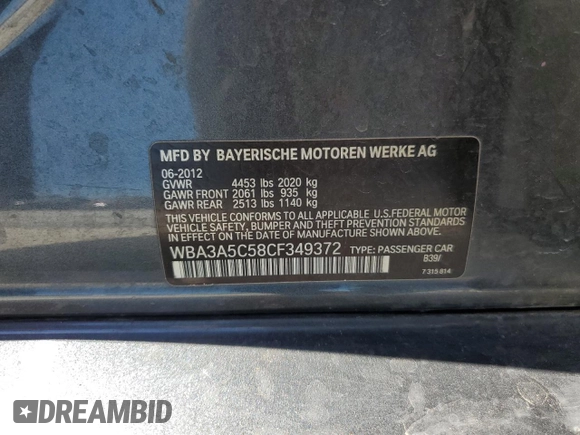 MFD BY BAYERISCHE MOTOREN WERKE AG
06-2012
GVWR 4453 lbs 2020 kg
GAWR FRONT 2061 lbs 935 kg
GAWR REAR 2513 lbs 1140 kg
THIS VEHICLE CONFORMS TO ALL APPLICABLE U.S.FEDERAL MOTOR
VEHICLE SAFETY, BUMPER AND THEFT PREVENTION STANDARDS
IN EFFECT ON THE DATE OF MANUFACTURE SHOWN ABOVE.
WBA3A5C58CF349372 TYPE: PASSENGER CAR
B39/
7 315 814
DREAMBID